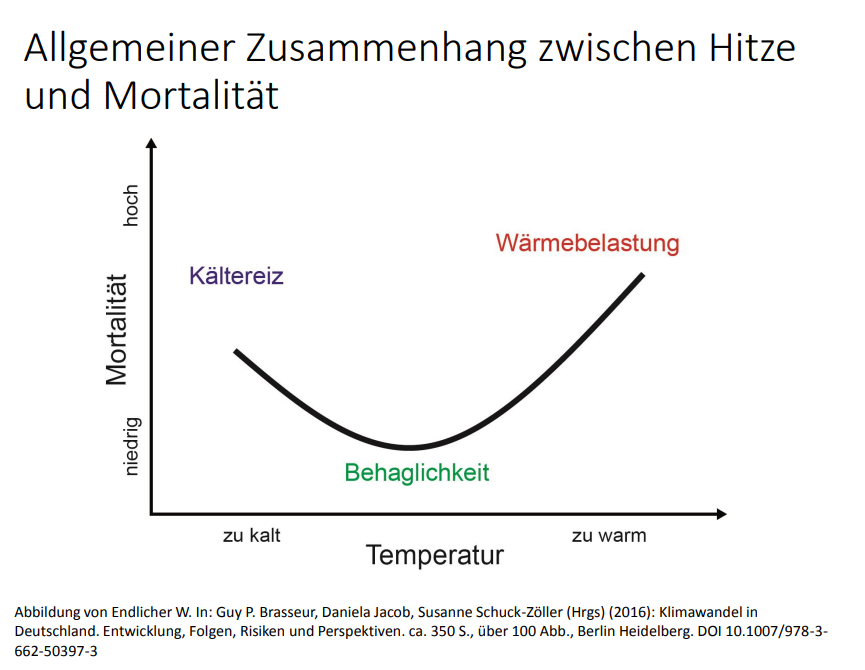 Allgemeiner Zusammenhang zwischen Hitze
und Mortalität
hoch
Wärmebelastung
Kältereiz
Mortalität
niedrig
Behaglichkeit
zu kalt
zu warm
Temperatur
Abbildung von Endlicher W. In: Guy P. Brasseur, Daniela Jacob, Susanne Schuck-Zöller (Hrgs) (2016): Klimawandel in
Deutschland. Entwicklung, Folgen, Risiken und Perspektiven. ca. 350 S., über 100 Abb., Berlin Heidelberg. DOI 10.1007/978-3-
662-50397-3